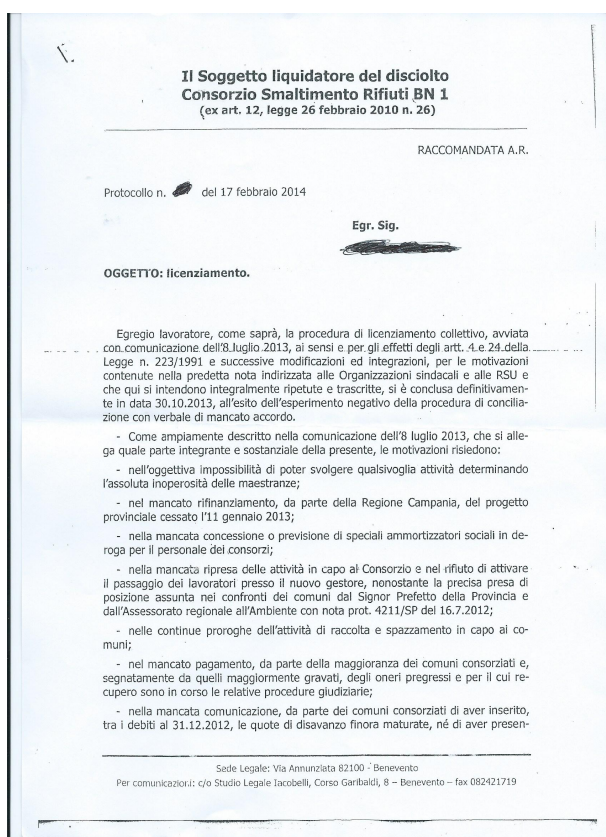 Il Soggetto liquidatore del disciolto
Consorzio Smaltimento Rifiuti BN 1
(ex art. 12, legge 26 febbraio 2010 n. 26)
RACCOMANDATA A.R.
Protocollo n. del 17 febbraio 2014
Egr. Sig.
OGGETTO: licenziamento.
Egregio lavoratore, come saprà, la procedura di licenziamento collettivo, avviata
con comunicazione dell'8 luglio 2013, ai sensi e per gli effetti degli artt. 4 e 24 della
Legge n. 223/1991 e successive modificazioni ed integrazioni, per le motivazioni
contenute nella predetta nota indirizzata alle Organizzazioni sindacali e alle RSU e
che qui si intendono integralmente ripetute e trascritte, si è conclusa definitivamen-
te in data 30.10.2013, all'esito dell'esperimento negativo della procedura di concilia-
zione con verbale di mancato accordo.
- Come ampiamente descritto nella comunicazione dell'8 luglio 2013, che si alle-
ga quale parte integrante e sostanziale della presente, le motivazioni risiedono:
- nell'oggettiva impossibilità di poter svolgere qualsivoglia attività determinando
l'assoluta inoperosità delle maestranze;
- nel mancato rifinanziamento, da parte della Regione Campania, del progetto
provinciale cessato l'11 gennaio 2013;
- nella mancata concessione o previsione di speciali ammortizzatori sociali in de-
roga per il personale dei consorzi;
- nella mancata ripresa delle attività in capo al Consorzio e nel rifiuto di attivare
il passaggio dei lavoratori presso il nuovo gestore, nonostante la precisa presa di
posizione assunta nei confronti dei comuni dal Signor Prefetto della Provincia e
dall'Assessorato regionale all'Ambiente con nota prot. 4211/SP del 16.7.2012;
- nelle continue proroghe dell'attività di raccolta e spazzamento in capo ai co-
muni;
- nel mancato pagamento, da parte della maggioranza dei comuni consorziati e,
segnatamente da quelli maggiormente gravati, degli oneri pregressi e per il cui re-
cupero sono in corso le relative procedure giudiziarie;
- nella mancata comunicazione, da parte dei comuni consorziati di aver inserito,
tra i debiti al 31.12.2012, le quote di disavanzo finora maturate, né di aver presen-
Sede Legale: Via Annunziata 82100 - Benevento
Per comunicazioni: c/o Studio Legale Iacobelli, Corso Garibaldi, 8 – Benevento – fax 082421719